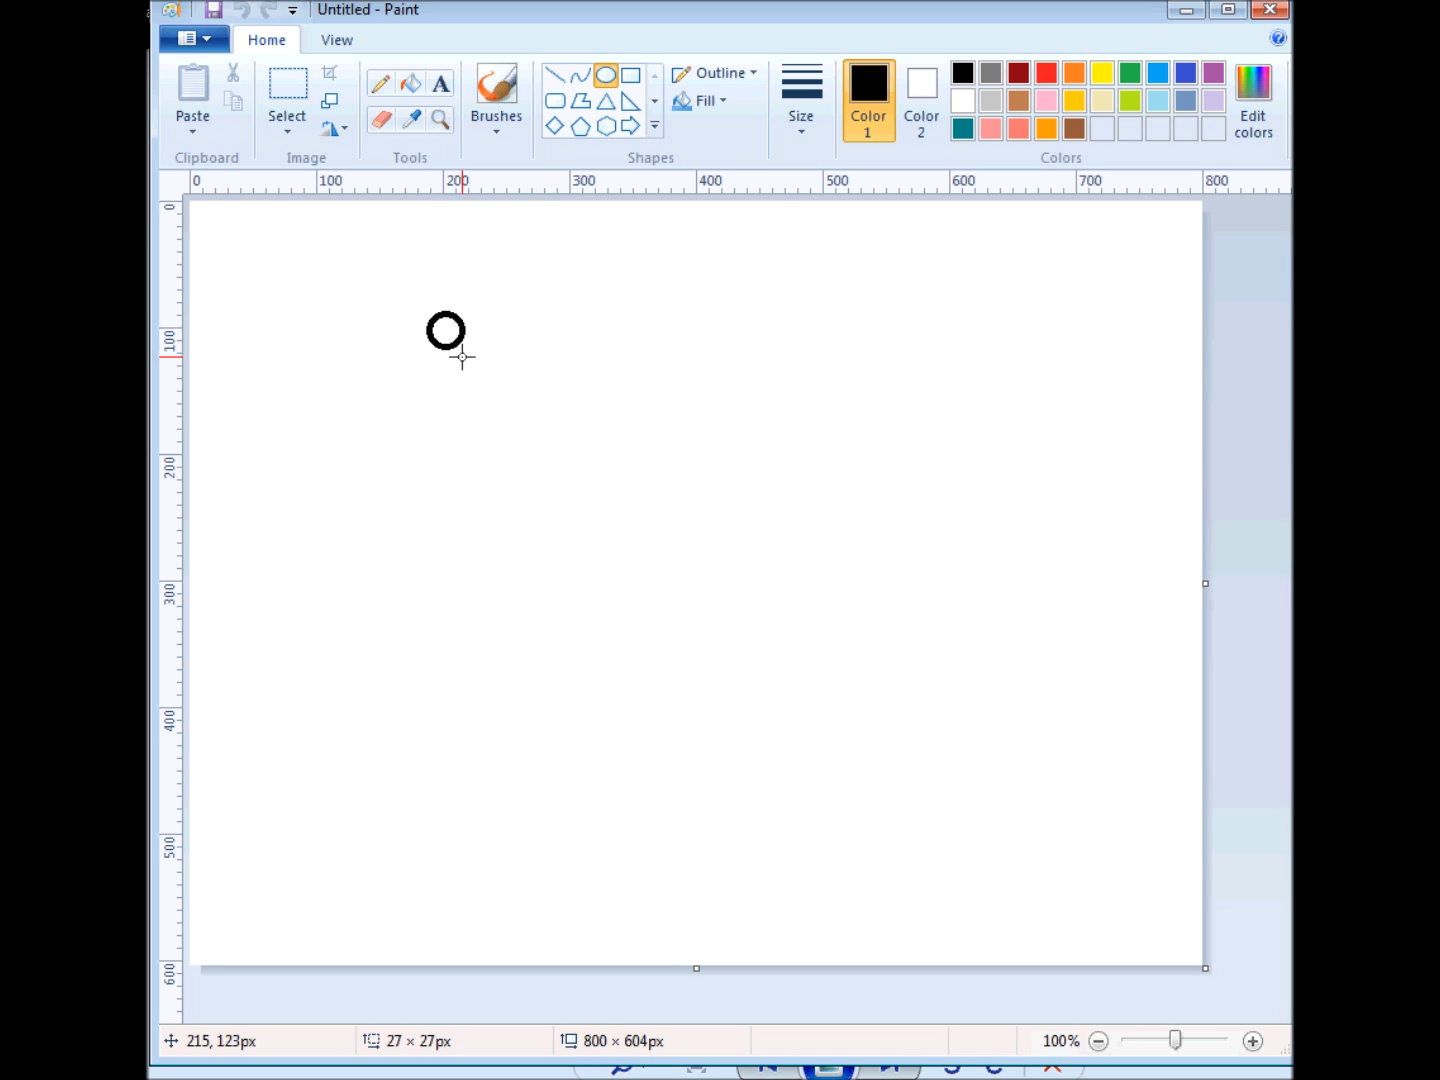 Untitled - Paint
Home View
Paste
Select
Brushes
Outline
Fill
Size
Color 1
Color 2
Edit colors
Clipboard
Image
Tools
Shapes
Colors
0 100 200 300 400 500 600 700 800
0
100
200
300
400
500
600
215, 123px 27 × 27px 800 × 604px 100%